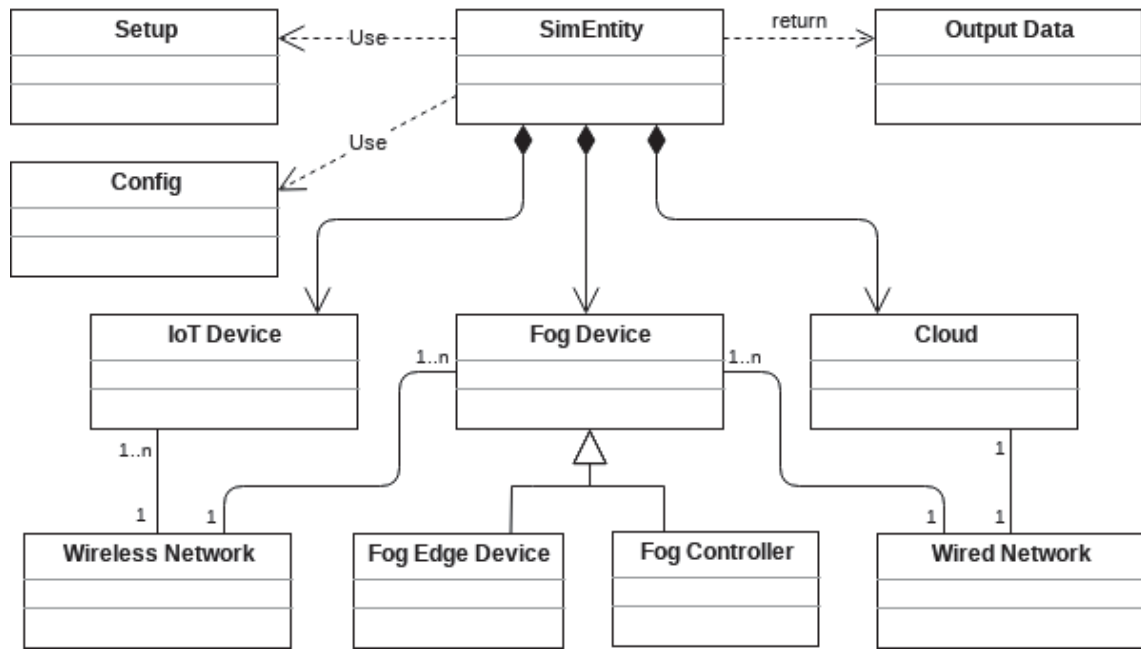 Setup
Use
SimEntity
return
Output Data
Use
Config
IoT Device
Fog Device
Cloud
1..n
1..n
1..n
1
1
1
1
1
Wireless Network
Fog Edge Device
Fog Controller
Wired Network